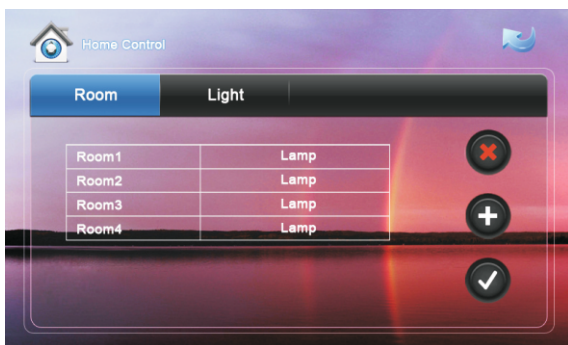 Home Control
Room Light
Room1 Lamp
Room2 Lamp
Room3 Lamp
Room4 Lamp